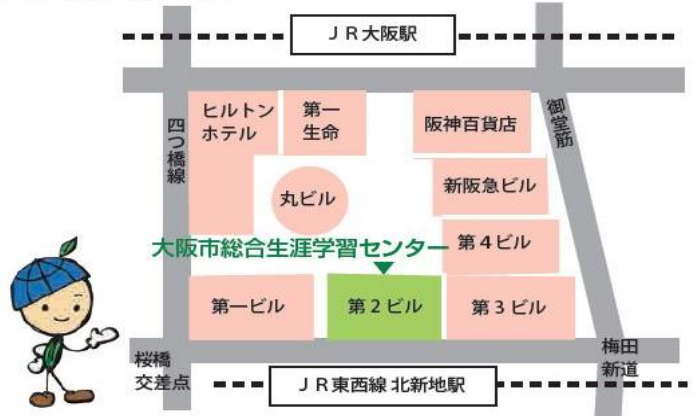 JR大阪駅
ヒルトン
ホテル
第一
生命
阪神百貨店
御堂筋
四つ橋線
丸ビル
新阪急ビル
大阪市総合生涯学習センター
第4ビル
第一ビル
第2ビル
第3ビル
桜橋
交差点
梅田
新道
JR東西線 北新地駅